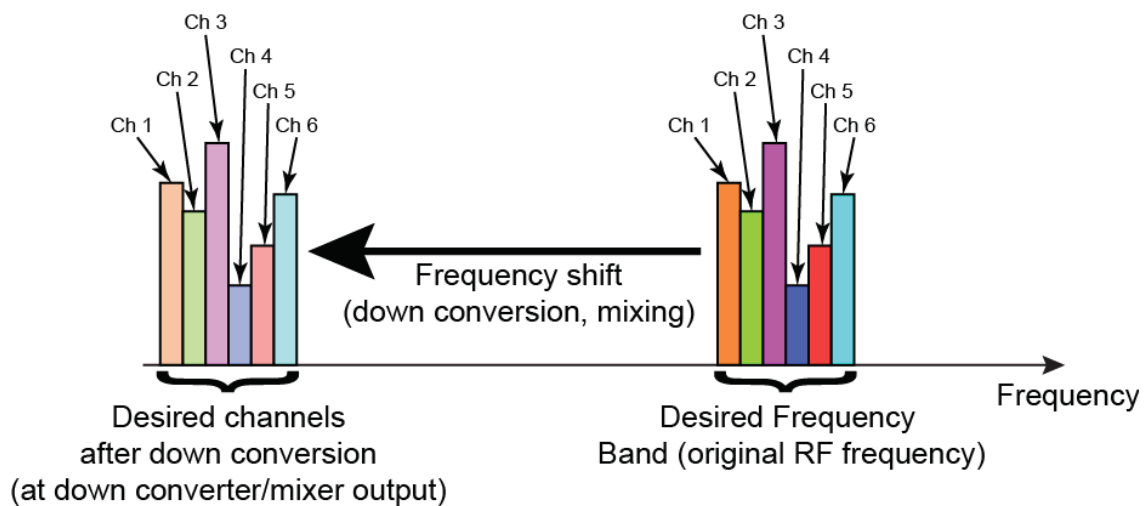 Ch 3
Ch 4
Ch 2
Ch 5
Ch 1
Ch 6
Ch 3
Ch 4
Ch 2
Ch 5
Ch 1
Ch 6
Frequency shift
(down conversion, mixing)
Frequency
Desired channels
after down conversion
(at down converter/mixer output)
Desired Frequency
Band (original RF frequency)